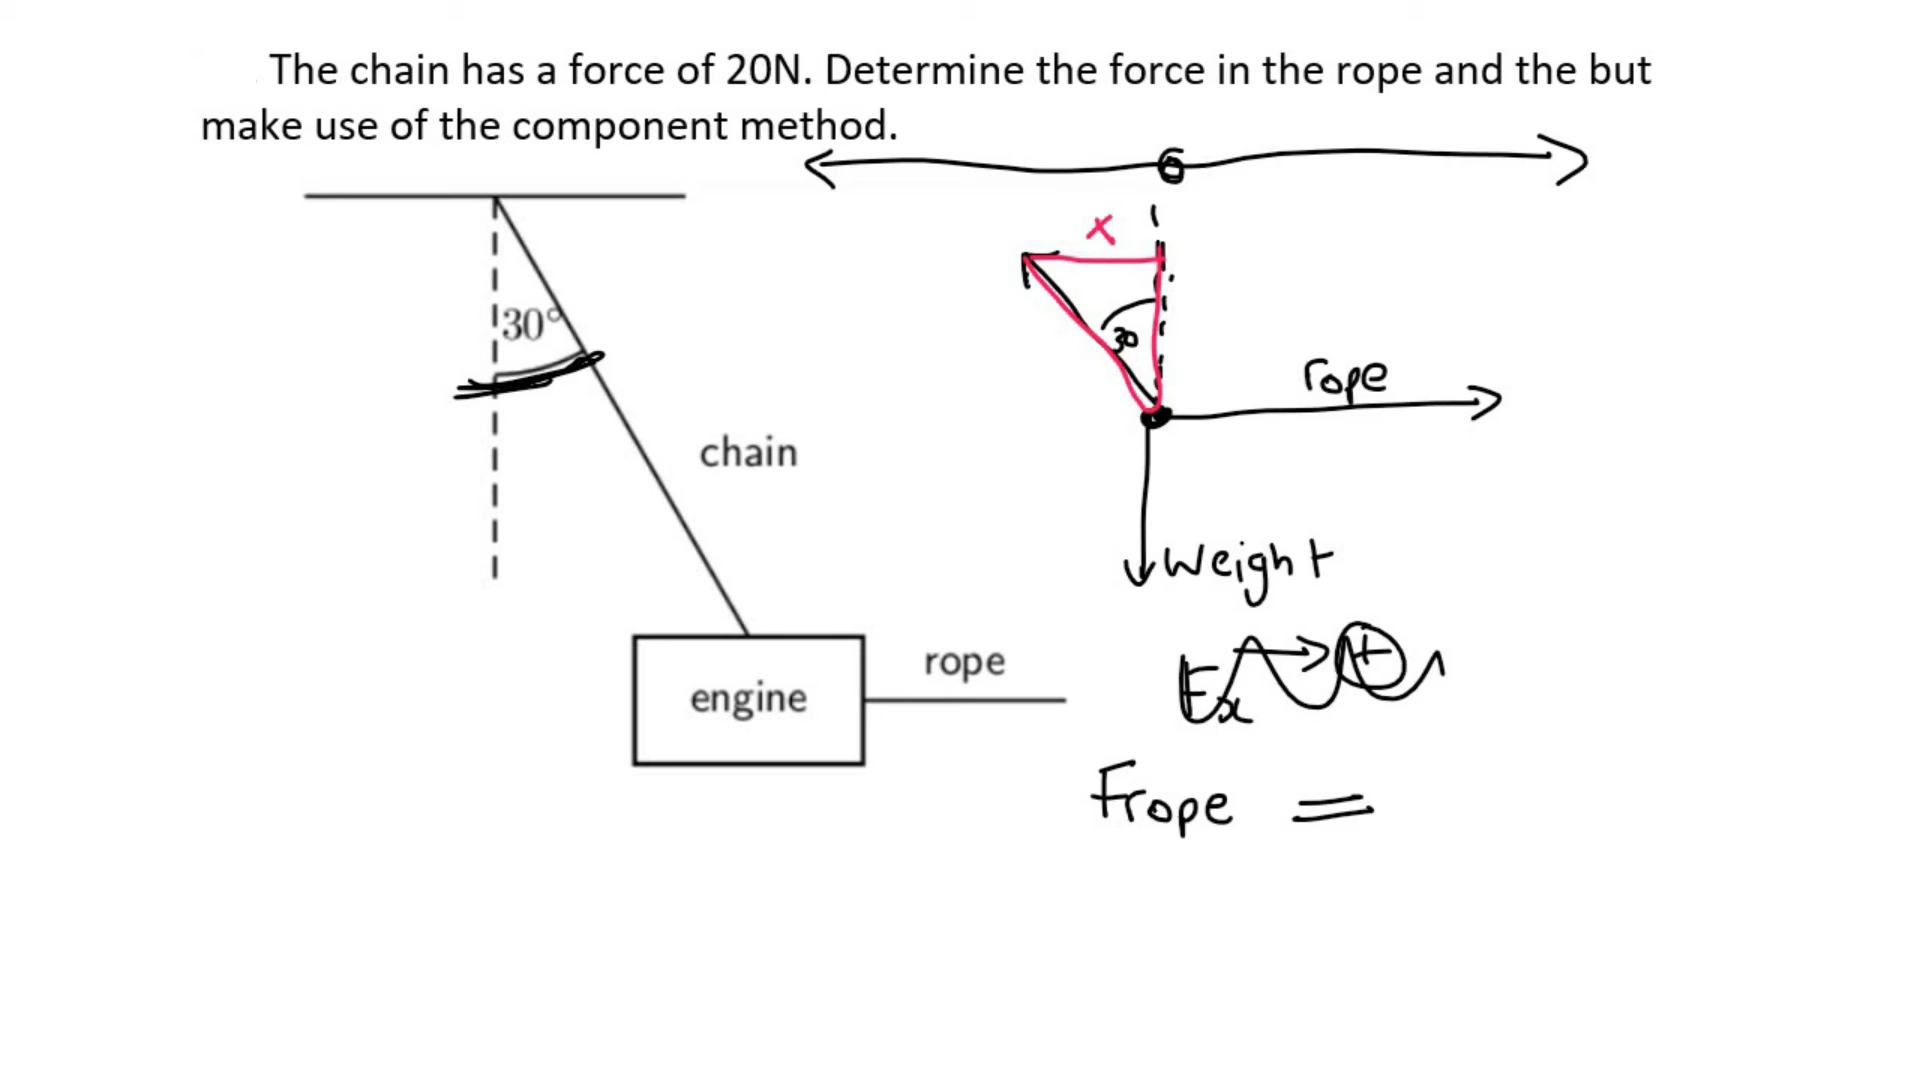 The chain has a force of 20N. Determine the force in the rope and the but
make use of the component method.
30°
chain
engine
rope
x
30
rope
weight
Frope =